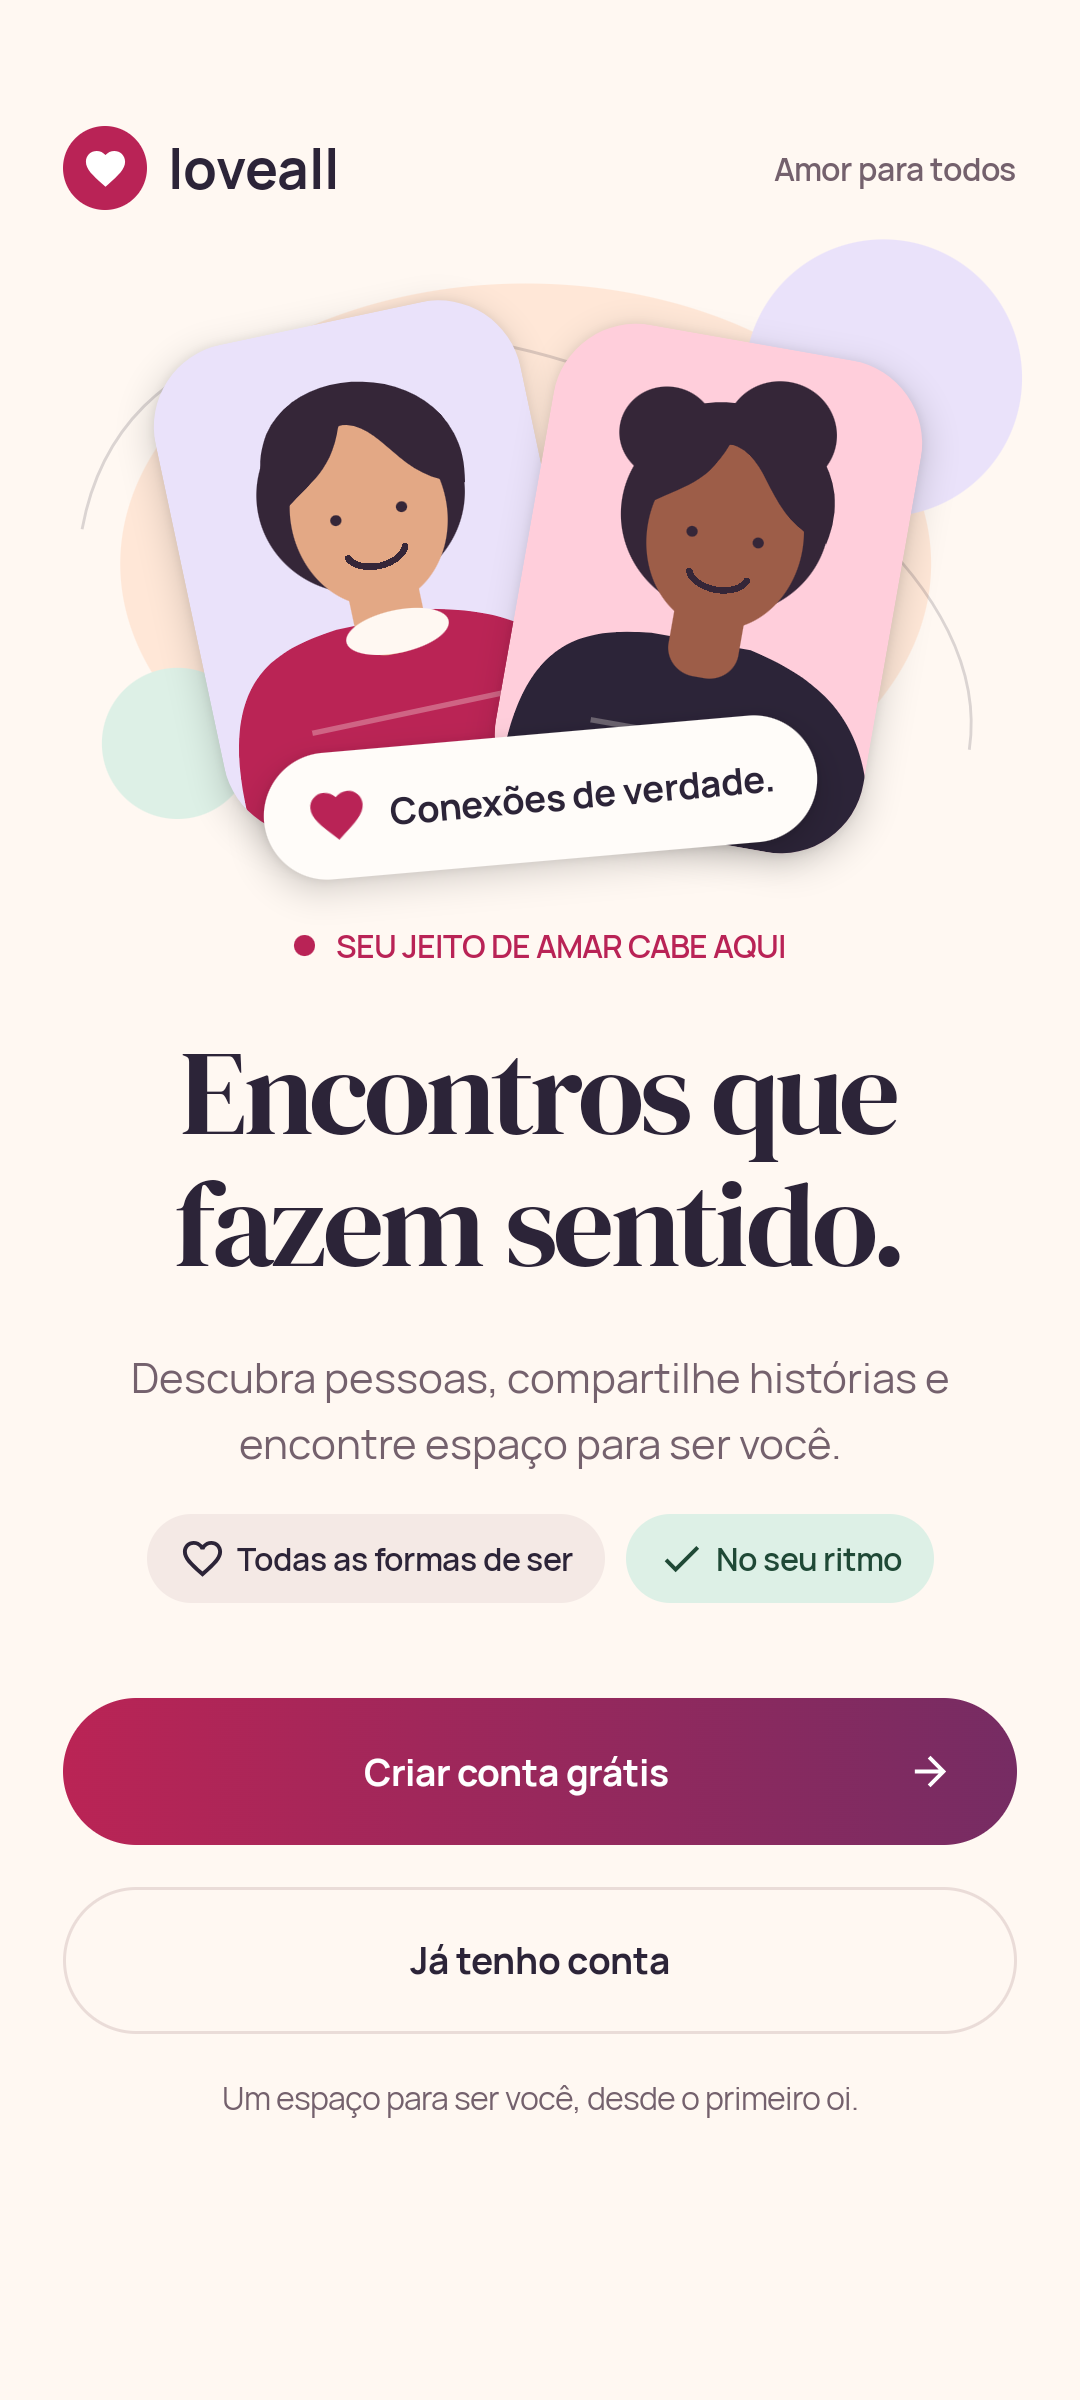 loveall
Amor para todos
Conexões de verdade.
SEU JEITO DE AMAR CABE AQUI
Encontros que
fazem sentido.
Descubra pessoas, compartilhe histórias e
encontre espaço para ser você.
Todas as formas de ser
No seu ritmo
Criar conta grátis
Já tenho conta
Um espaço para ser você, desde o primeiro oi.